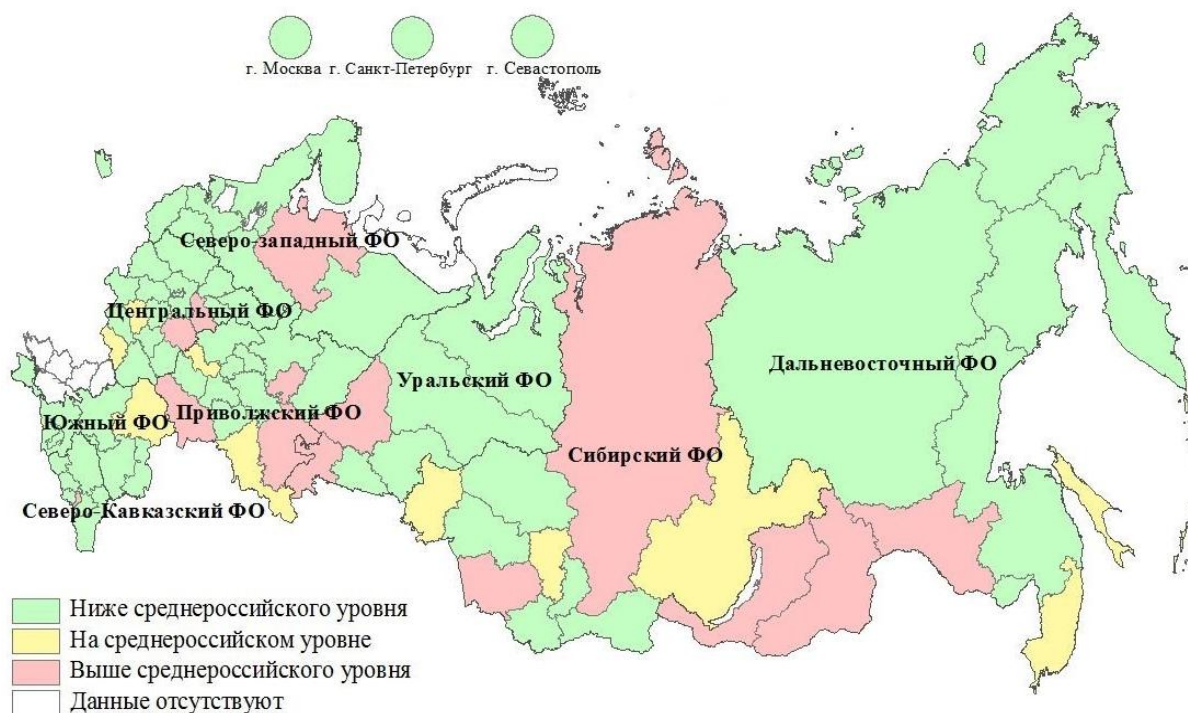 г. Москва г. Санкт-Петербург г. Севастополь
Северо-западный ФО
Центральный ФО
Дальневосточный ФО
Уральский ФО
Южный ФО
Приволжский ФО
Сибирский ФО
Северо-Кавказский ФО
Ниже среднероссийского уровня
На среднероссийском уровне
Выше среднероссийского уровня
Данные отсутствуют